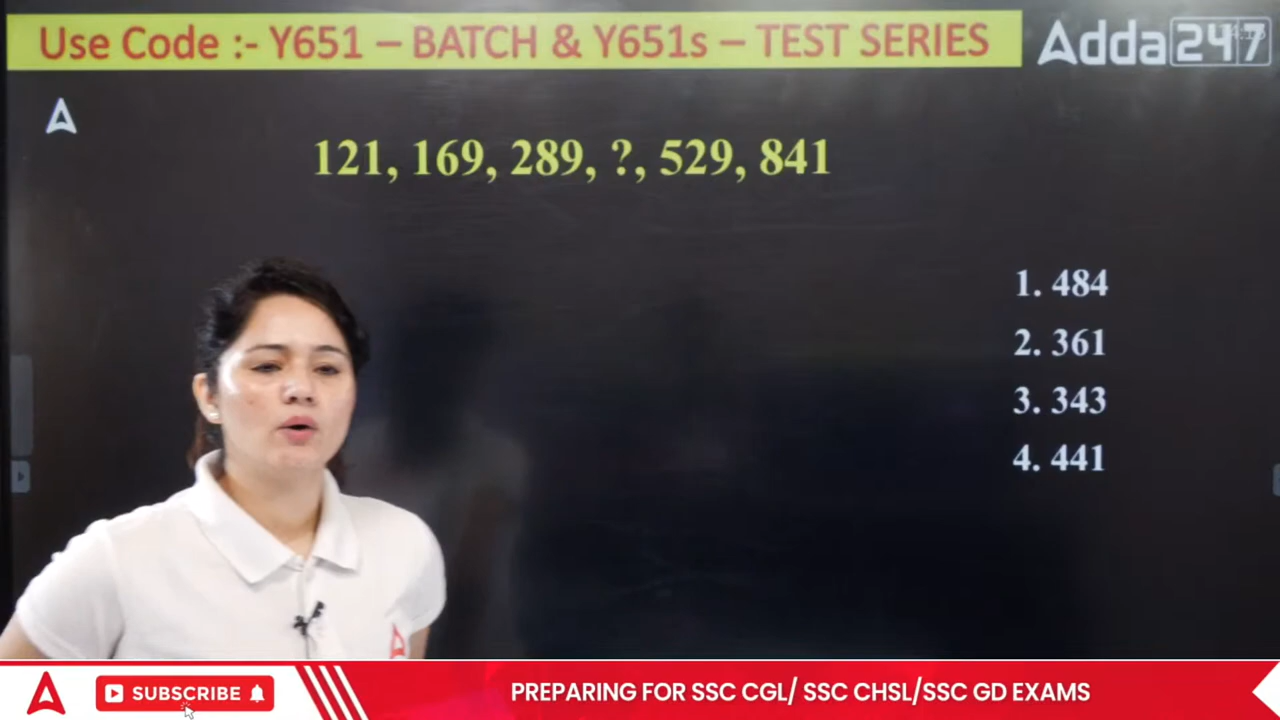 Use Code :- Y651 – BATCH & Y651s – TEST SERIES
Adda247
121, 169, 289, ?, 529, 841
1. 484
2. 361
3. 343
4. 441
SUBSCRIBE
PREPARING FOR SSC CGL/ SSC CHSL/SSC GD EXAMS